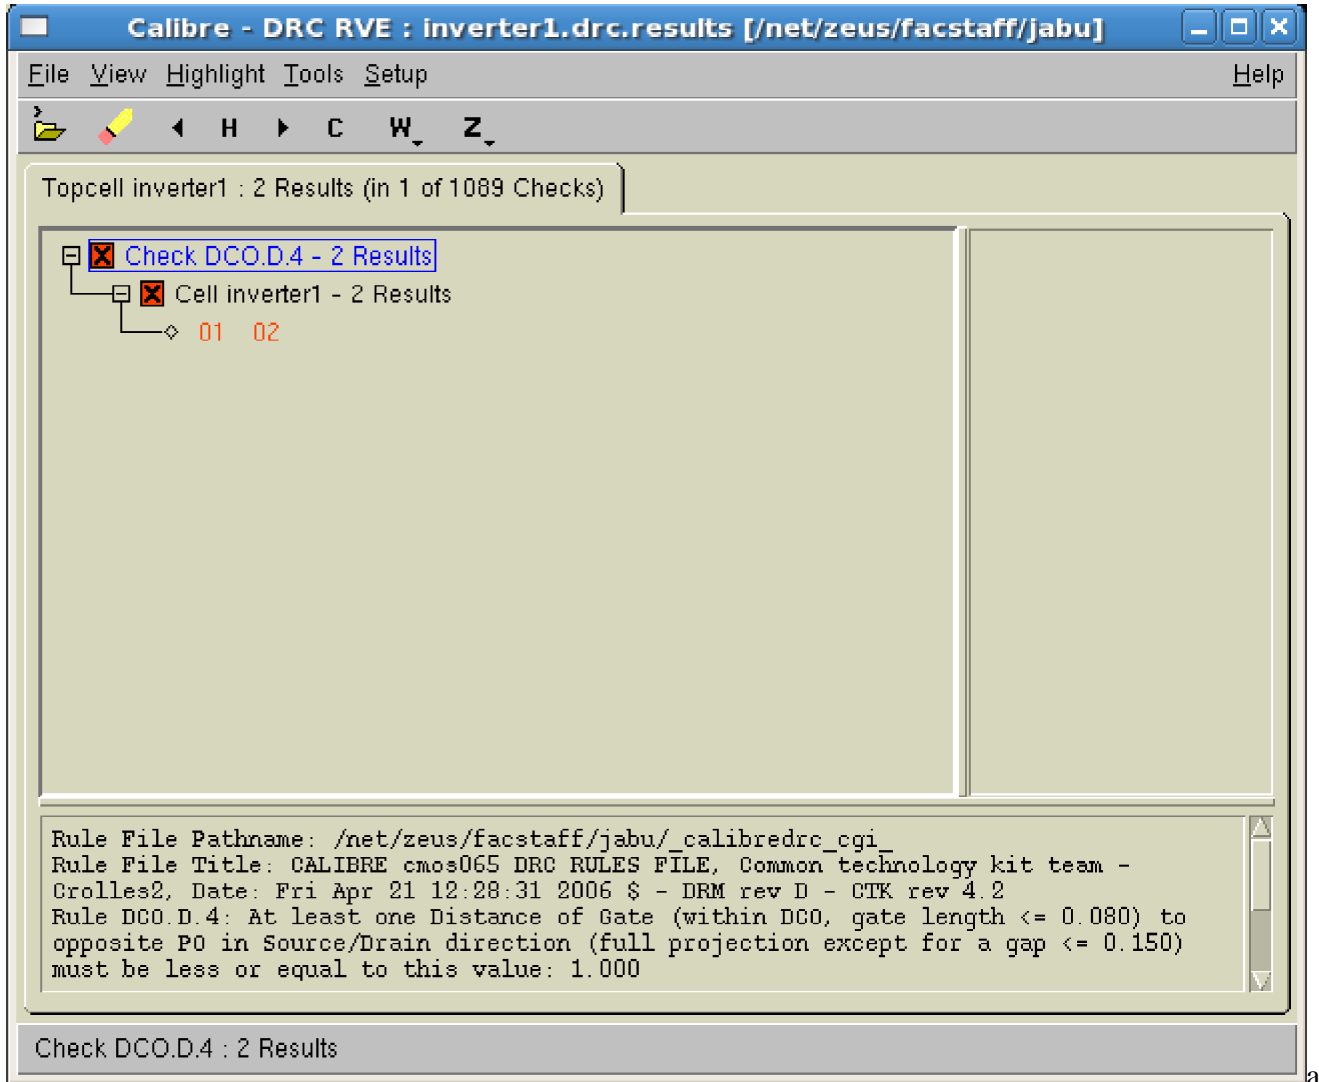 Calibre - DRC RVE : inverter1.drc.results [/net/zeus/facstaff/jabu]
File View Highlight Tools Setup Help
H C W Z
Topcell inverter1 : 2 Results (in 1 of 1089 Checks)
Check DCO.D.4 - 2 Results
Cell inverter1 - 2 Results
01 02
Rule File Pathname: /net/zeus/facstaff/jabu/_calibredrc_cgi_
Rule File Title: CALIBRE cmos065 DRC RULES FILE, Common technology kit team -
Crolles2, Date: Fri Apr 21 12:28:31 2006 $ - DRM rev D - CTK rev 4.2
Rule DCO.D.4: At least one Distance of Gate (within DCO, gate length <= 0.080) to
opposite PO in Source/Drain direction (full projection except for a gap <= 0.150)
must be less or equal to this value: 1.000
Check DCO.D.4 : 2 Results
a